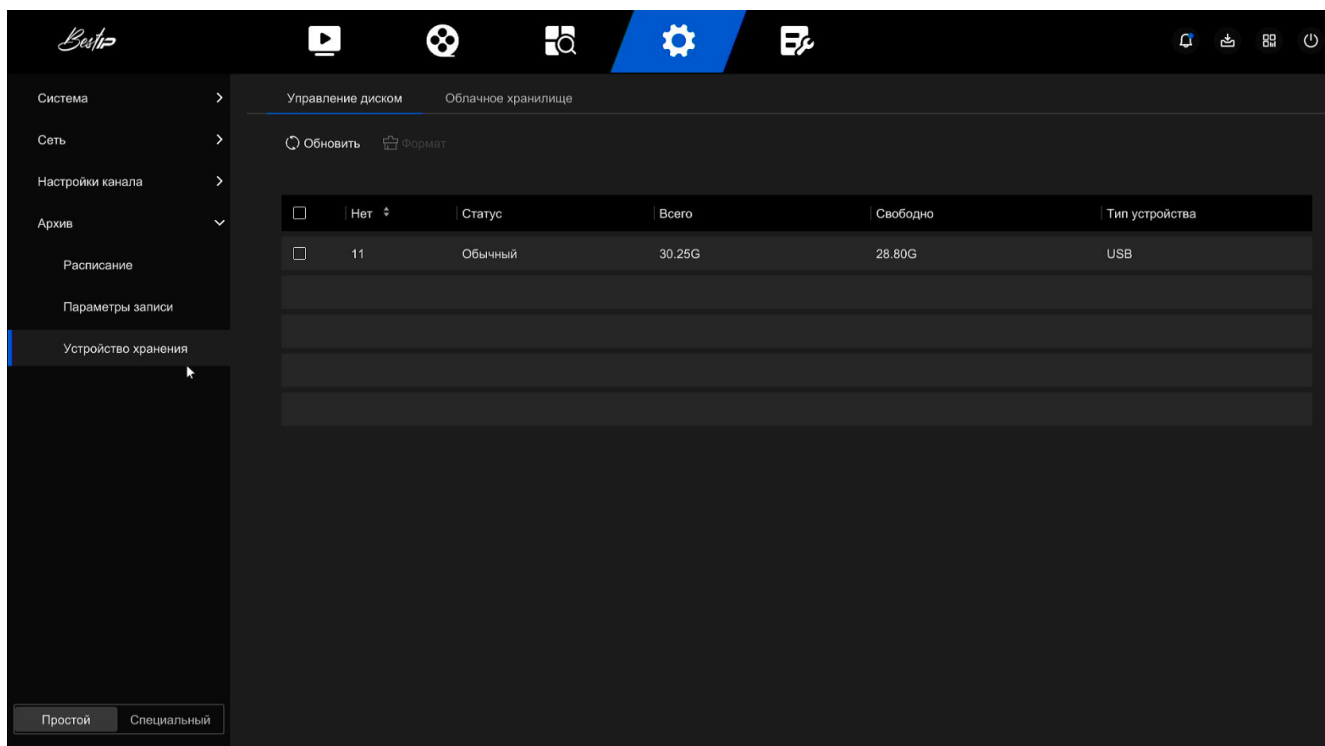 Bestip
Система
Сеть
Настройки канала
Архив
Расписание
Параметры записи
Устройство хранения
Простой Специальный
Управление диском Облачное хранилище
Обновить Формат
Нет Статус Всего Свободно Тип устройства
11 Обычный 30.25G 28.80G USB